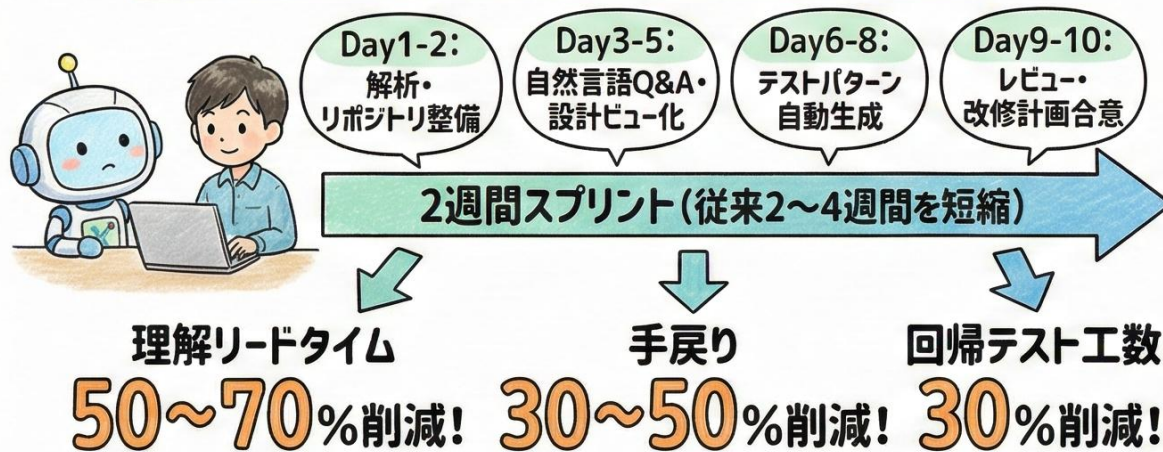 Day1-2:
解析・
リポジトリ整備
Day3-5:
自然言語Q&A・
設計ビュー化
Day6-8:
テストパターン
自動生成
Day9-10:
レビュー・
改修計画合意
2週間スプリント(従来2～4週間を短縮)
理解リードタイム
50～70%削減!
手戻り
30～50%削減!
回帰テスト工数
30%削減!